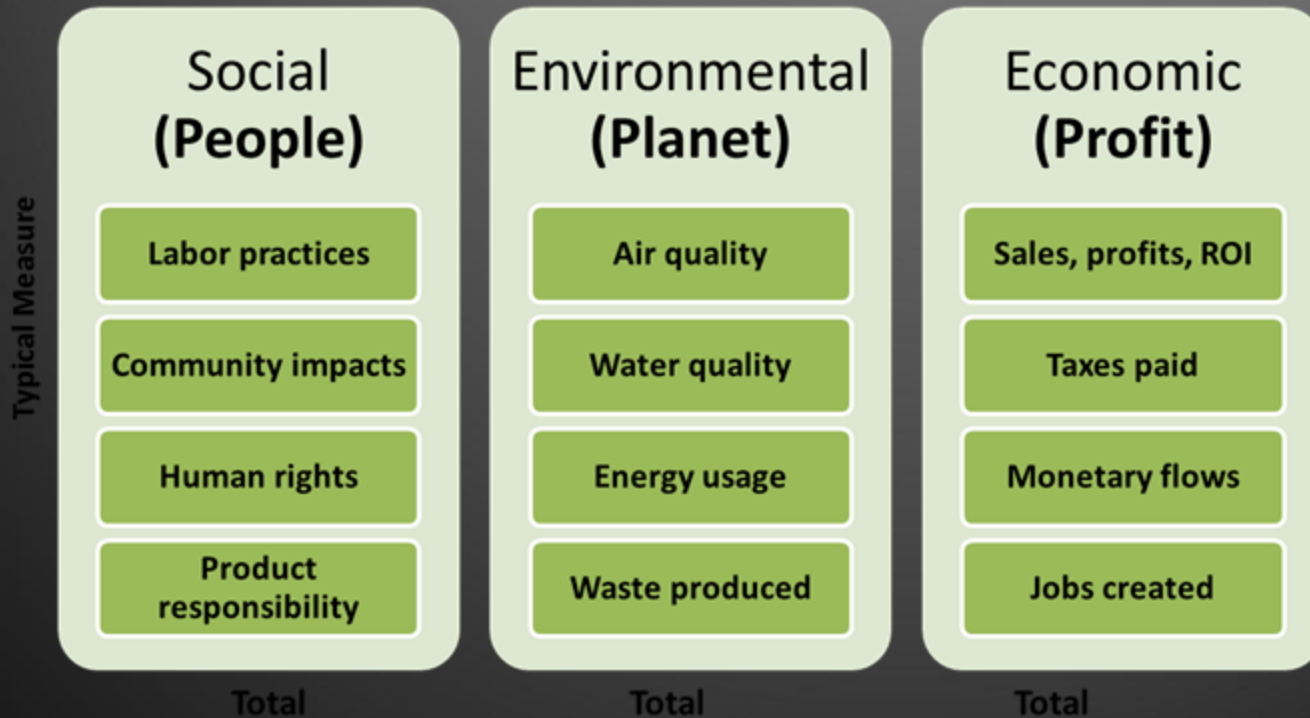 Social
(People)
Labor practices
Community impacts
Human rights
Product
responsibility
Environmental
(Planet)
Air quality
Water quality
Energy usage
Waste produced
Economic
(Profit)
Sales, profits, ROI
Taxes paid
Monetary flows
Jobs created
Typical Measure
Total
Total
Total